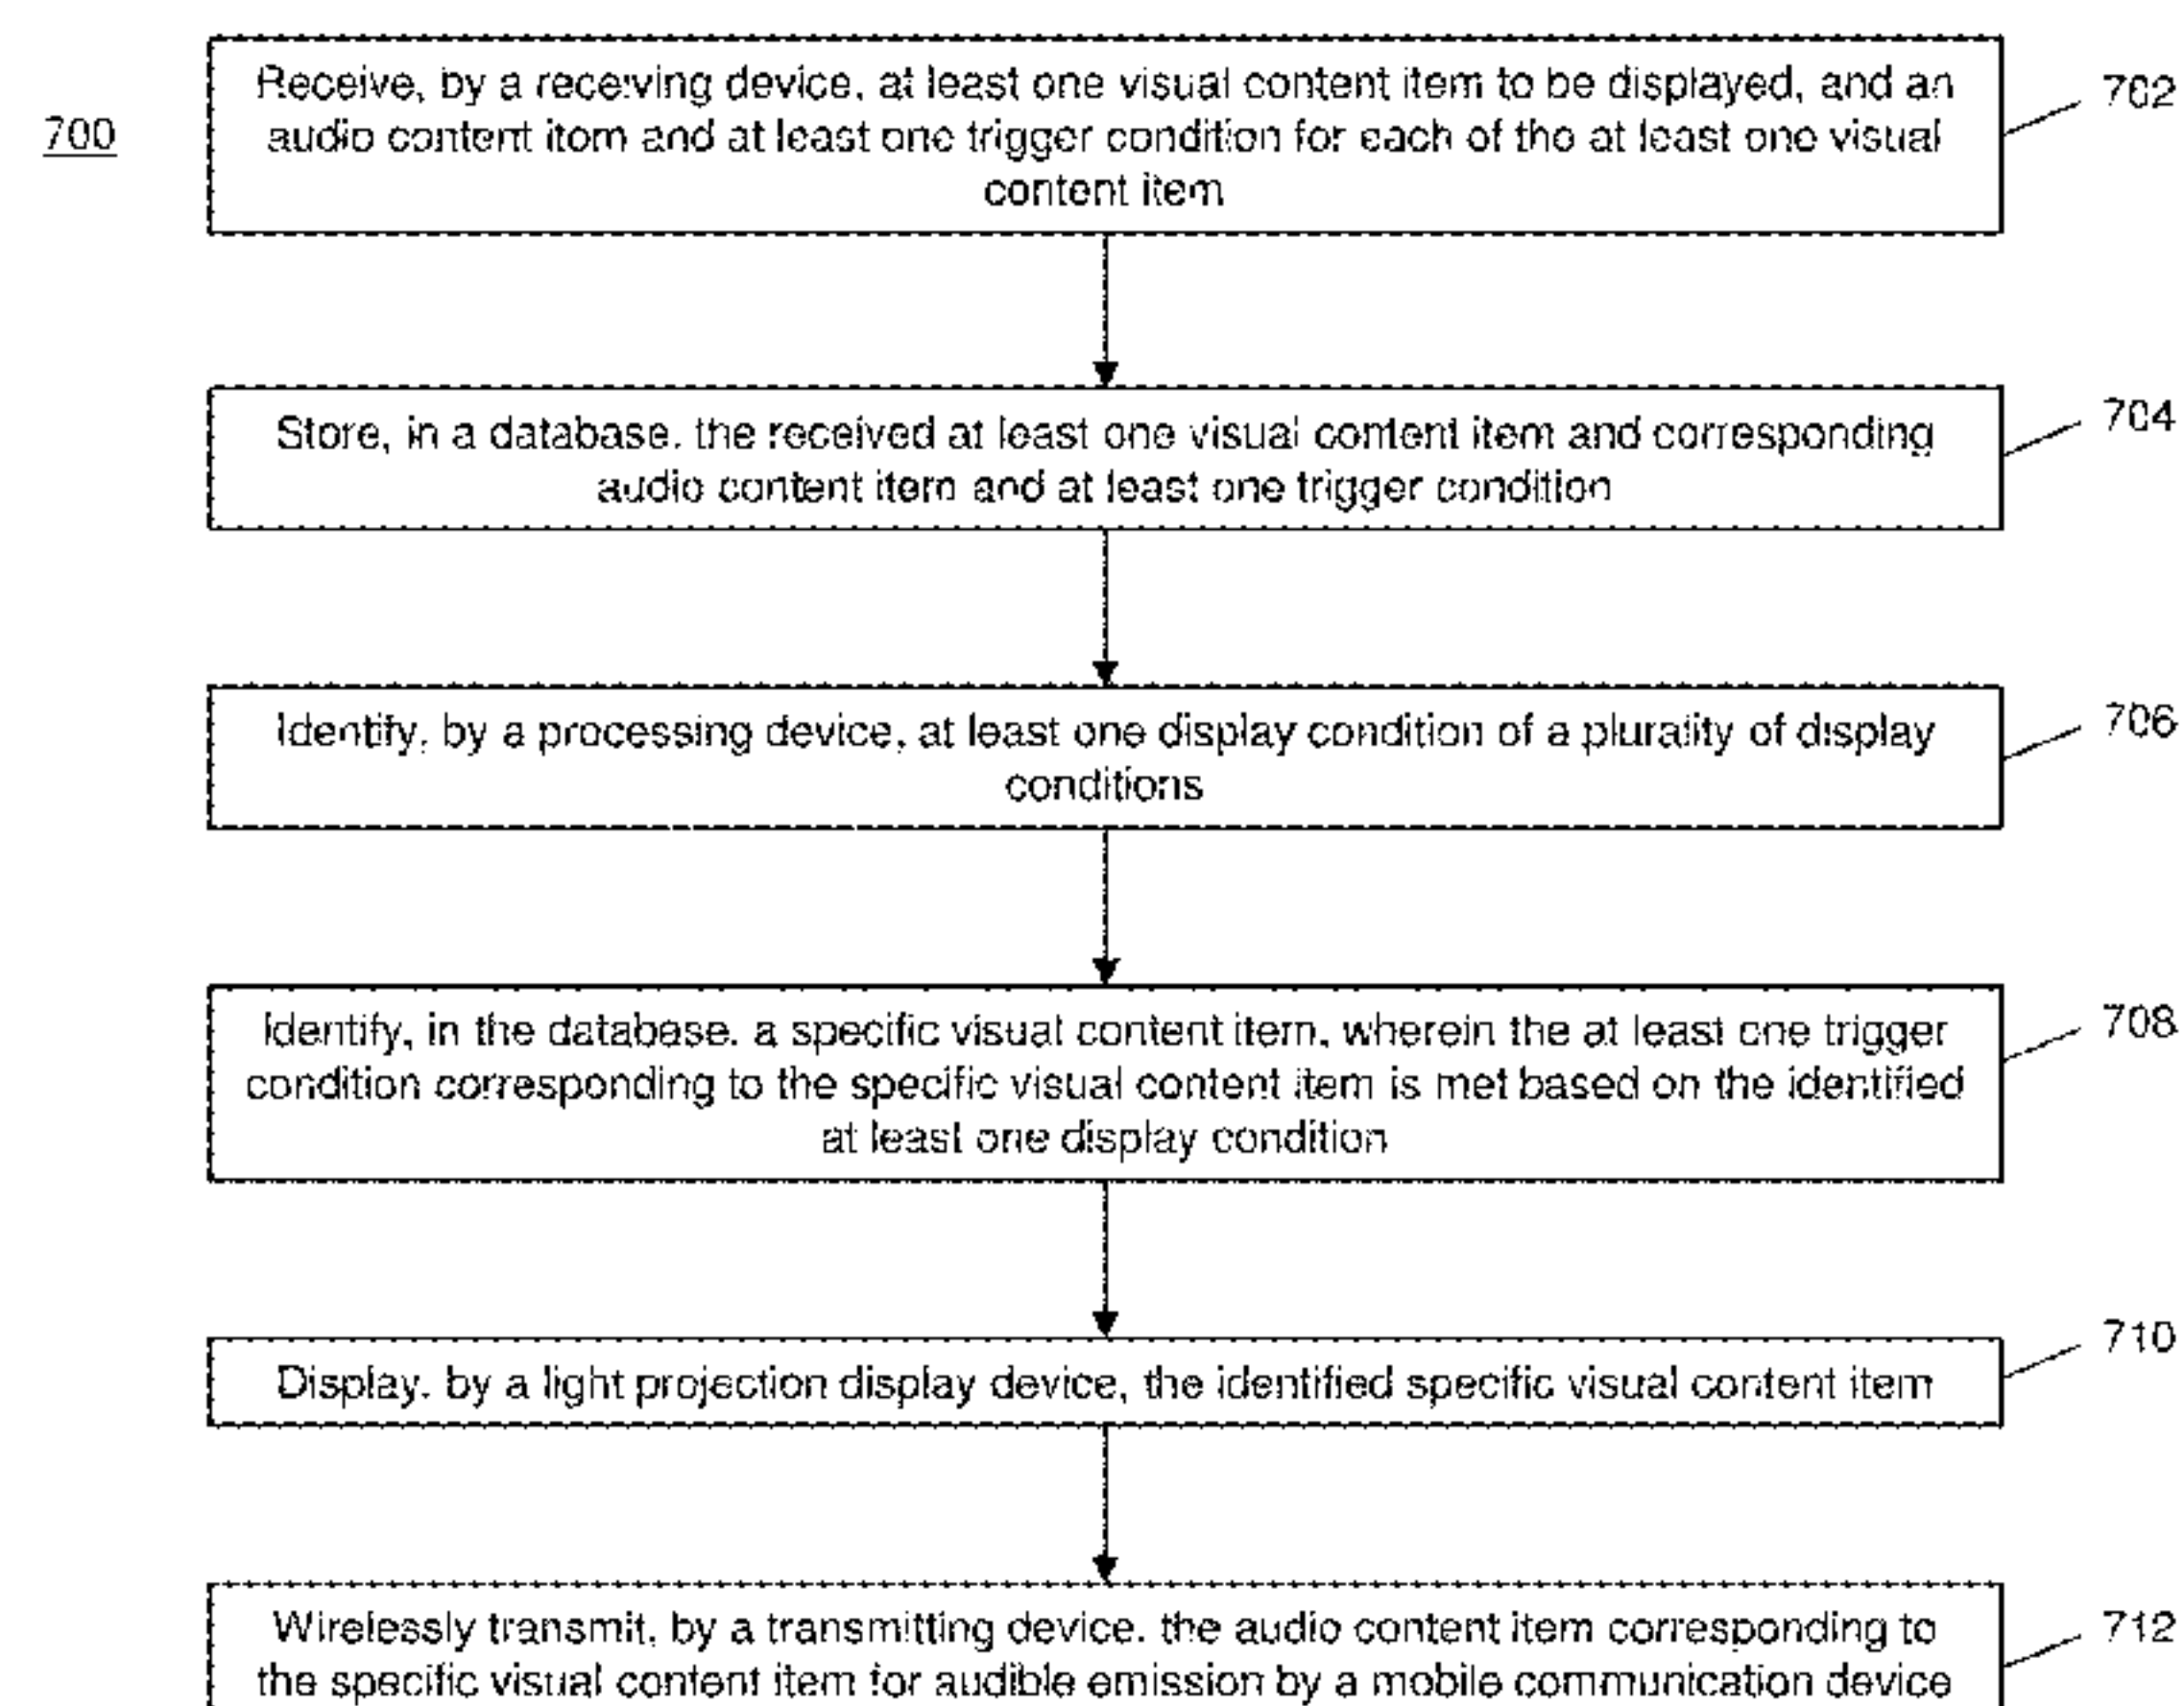 700
Receive, by a receiving device, at least one visual content item to be displayed, and an
audio content item and at least one trigger condition for each of the at least one visual
content item
702
Store, in a database, the received at least one visual content item and corresponding
audio content item and at least one trigger condition
704
Identify, by a processing device, at least one display condition of a plurality of display
conditions
706
Identify, in the database, a specific visual content item, wherein the at least one trigger
condition corresponding to the specific visual content item is met based on the identified
at least one display condition
708
Display, by a light projection display device, the identified specific visual content item
710
Wirelessly transmit, by a transmitting device, the audio content item corresponding to
the specific visual content item for audible emission by a mobile communication device
712